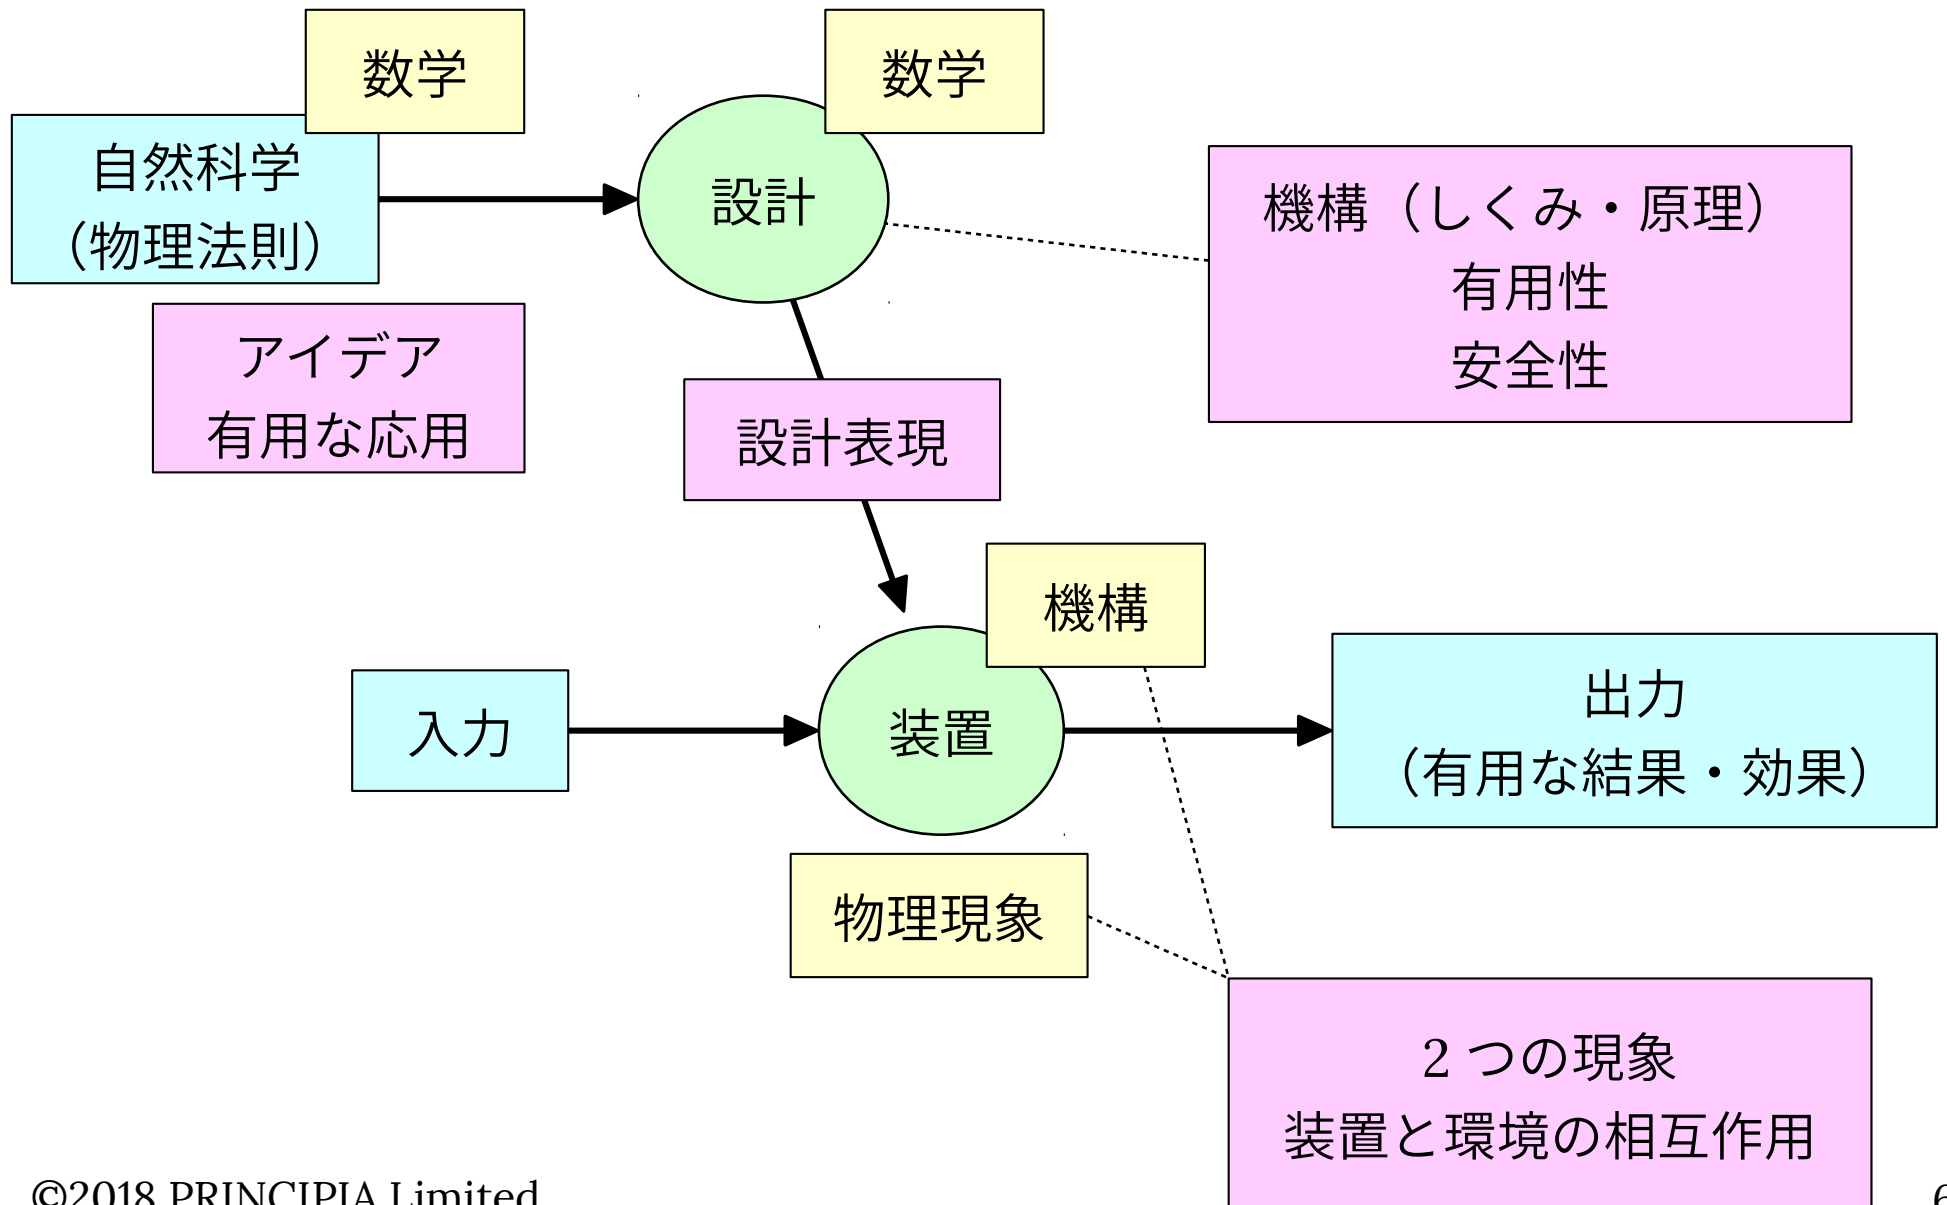 数学
数学
自然科学
（物理法則）
設計
機構（しくみ・原理）
有用性
安全性
アイデア
有用な応用
設計表現
機構
入力
装置
出力
（有用な結果・効果）
物理現象
2 つの現象
装置と環境の相互作用
©2018 PRINCIPIA Limited
6